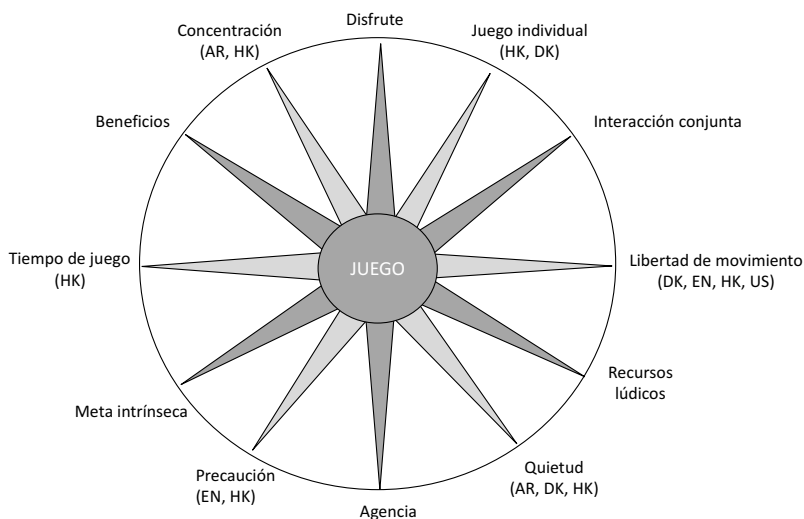 Disfrute
Concentración
(AR, HK)
Juego individual
(HK, DK)
Beneficios
Interacción conjunta
Tiempo de juego
(HK)
JUEGO
Libertad de movimiento
(DK, EN, HK, US)
Recursos
lúdicos
Meta intrínseca
Precaución
(EN, HK)
Quietud
(AR, DK, HK)
Agencia